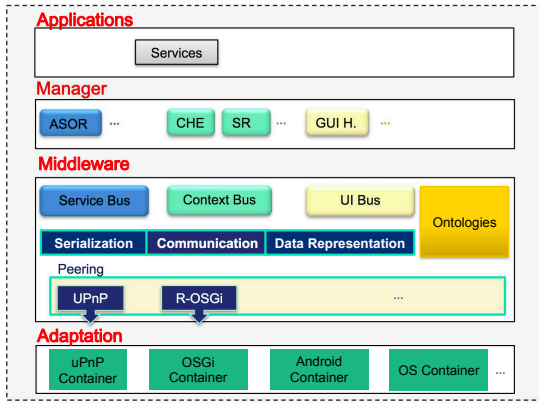 Applications
Services
Manager
ASOR ... CHE SR ... GUI H. ...
Middleware
Service Bus Context Bus UI Bus
Ontologies
Serialization Communication Data Representation
Peering
UPnP R-OSGi ...
Adaptation
uPnP Container OSGi Container Android Container OS Container ...